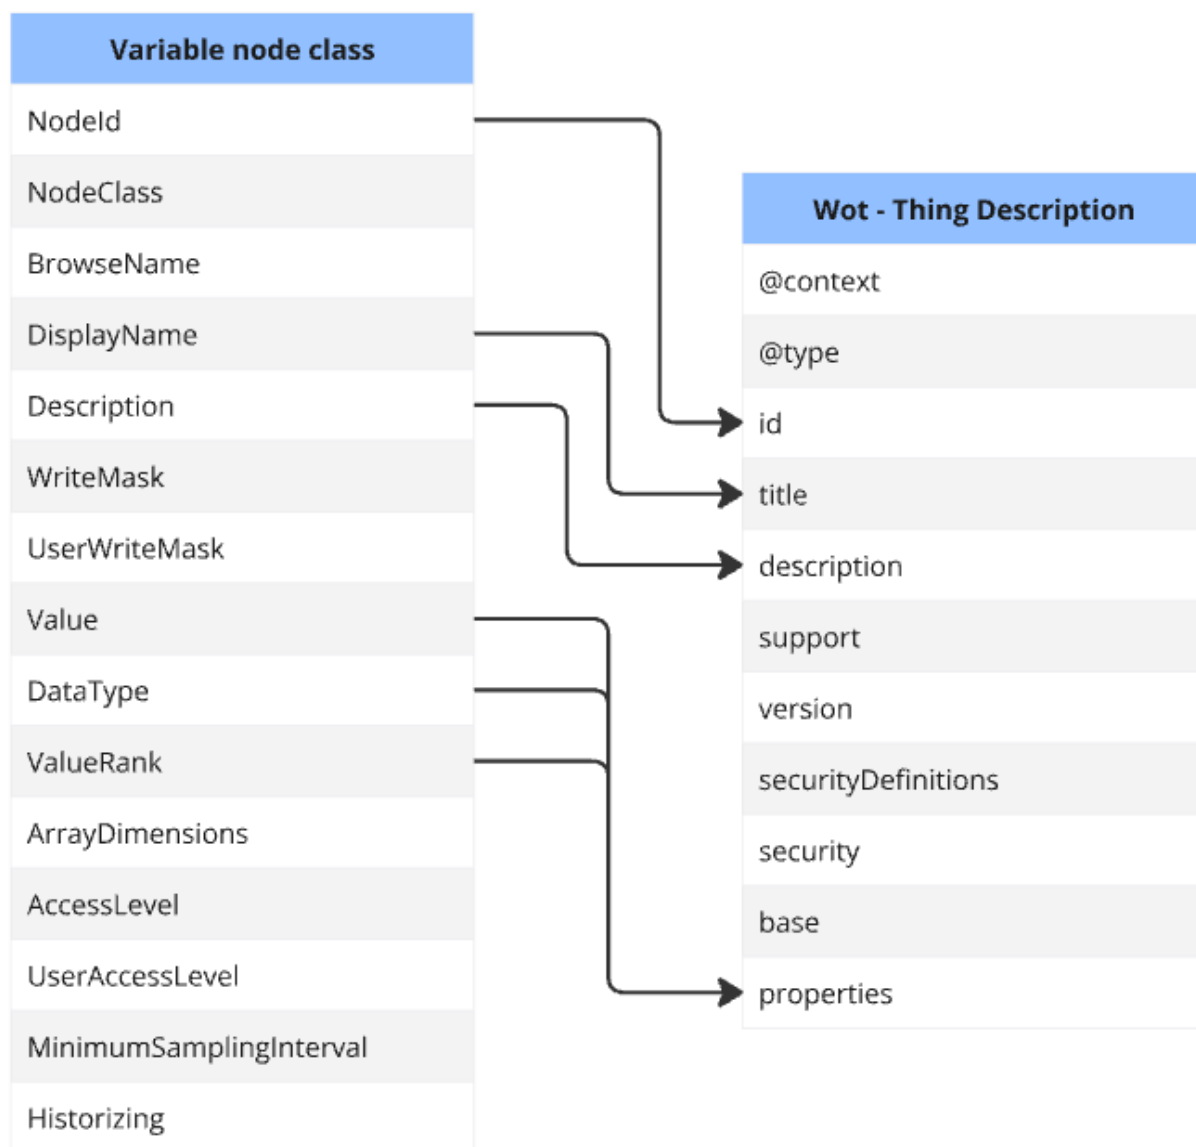 Variable node class
NodeId
NodeClass
BrowseName
DisplayName
Description
WriteMask
UserWriteMask
Value
DataType
ValueRank
ArrayDimensions
AccessLevel
UserAccessLevel
MinimumSamplingInterval
Historizing
Wot - Thing Description
@context
@type
id
title
description
support
version
securityDefinitions
security
base
properties